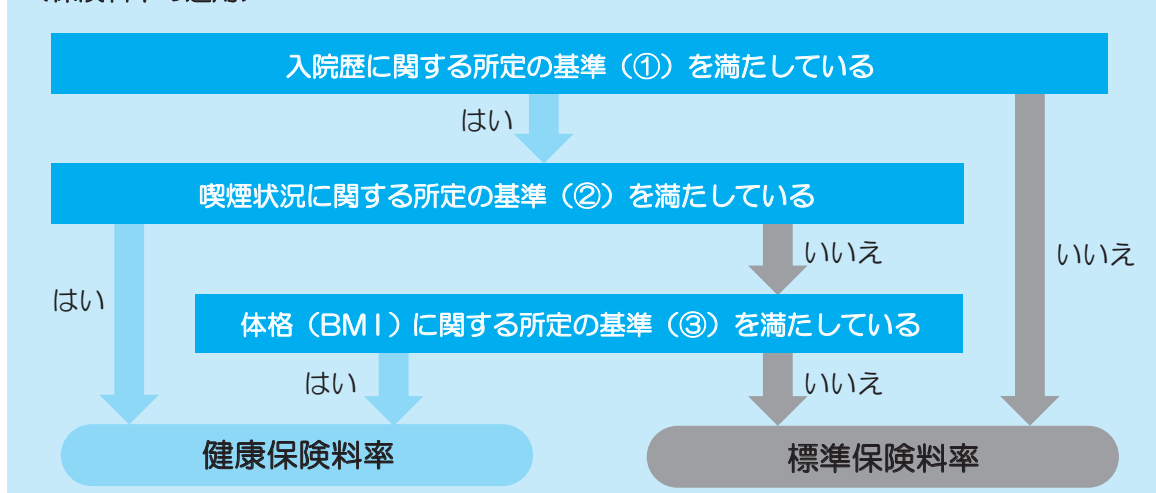 入院歴に関する所定の基準（①）を満たしている
はい
喫煙状況に関する所定の基準（②）を満たしている
いいえ
いいえ
はい
体格（BMI）に関する所定の基準（③）を満たしている
はい
いいえ
健康保険料率
標準保険料率